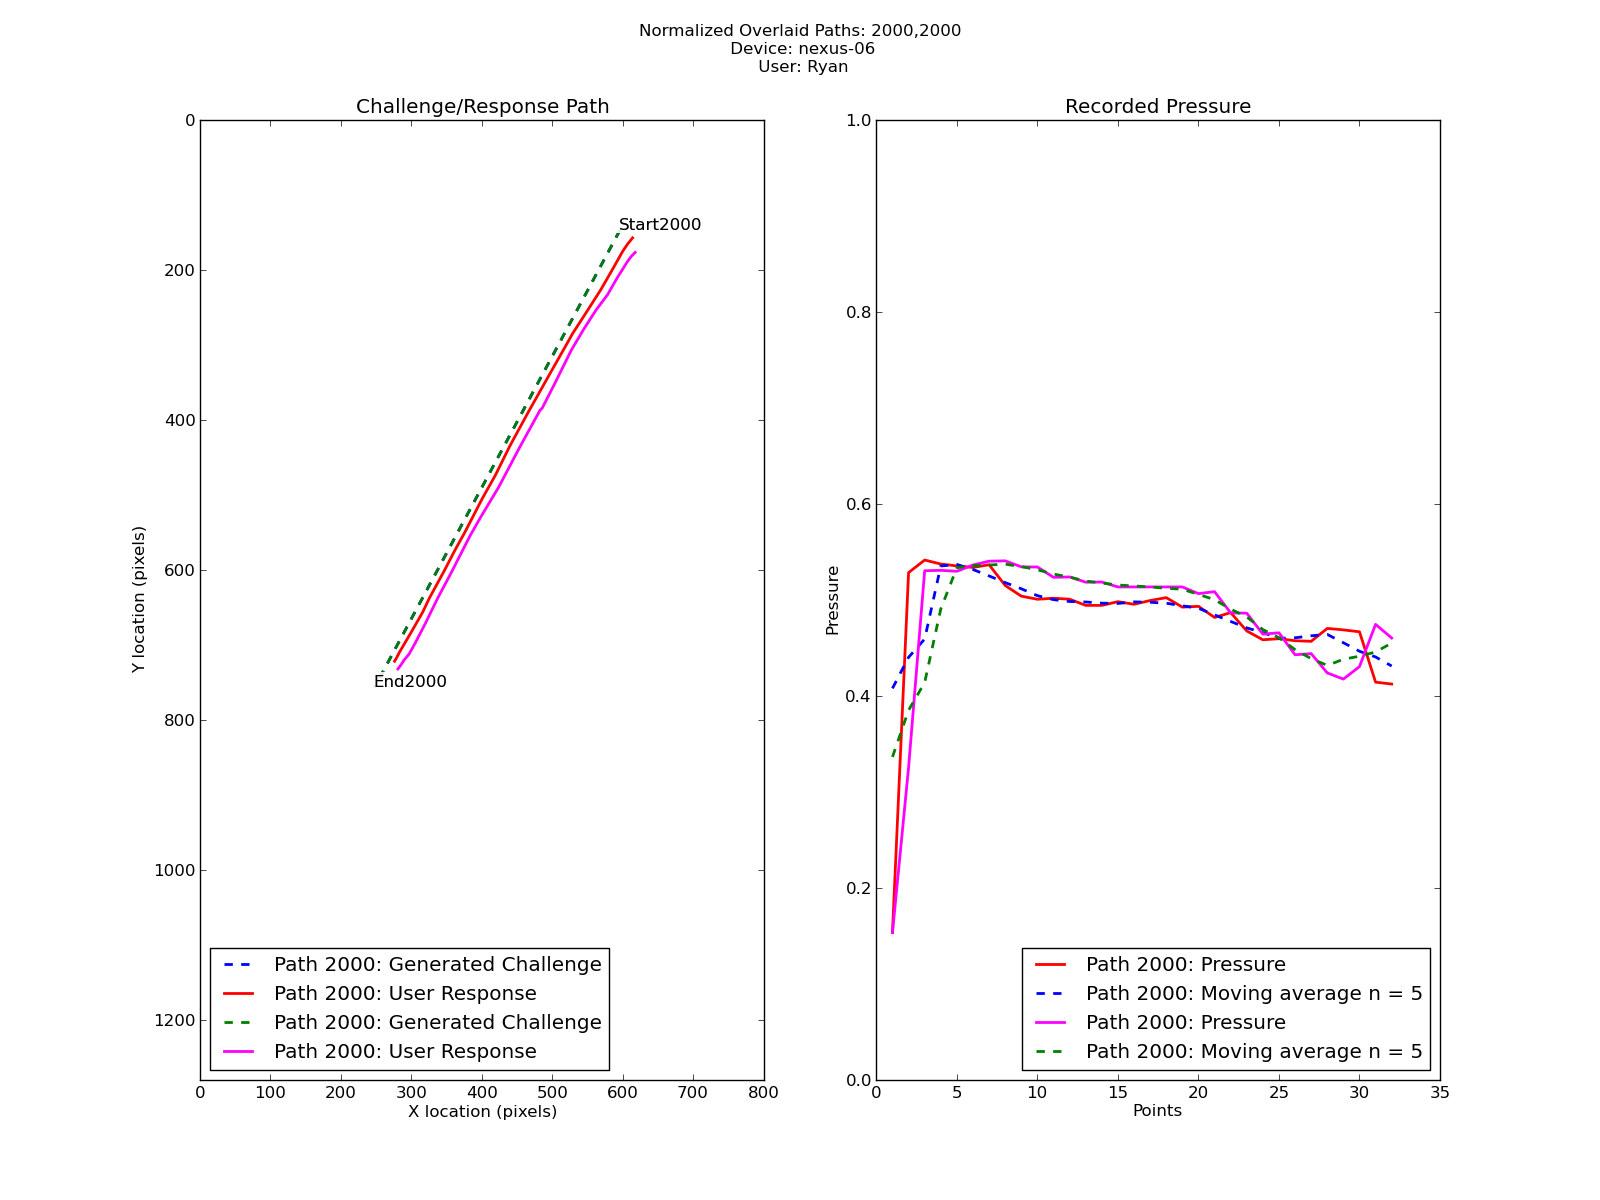 Normalized Overlaid Paths: 2000,2000
Device: nexus-06
User: Ryan
Challenge/Response Path
0
200
400
600
800
1000
1200
Y location (pixels)
Start2000
End2000
Path 2000: Generated Challenge
Path 2000: User Response
Path 2000: Generated Challenge
Path 2000: User Response
0 100 200 300 400 500 600 700 800
X location (pixels)
Recorded Pressure
1.0
0.8
0.6
0.4
0.2
0.0
Pressure
Path 2000: Pressure
Path 2000: Moving average n = 5
Path 2000: Pressure
Path 2000: Moving average n = 5
0 5 10 15 20 25 30 35
Points